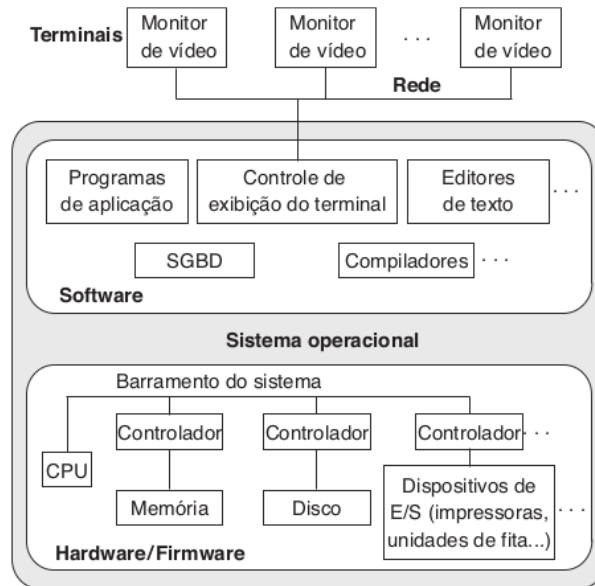 Terminais
Monitor
de vídeo
Monitor
de vídeo
. . .
Monitor
de vídeo
Rede
Programas
de aplicação
Controle de
exibição do terminal
Editores
de texto
. . .
SGBD
Compiladores
. . .
Software
Sistema operacional
Barramento do sistema
CPU
Controlador
Controlador
Controlador
. . .
Memória
Disco
Dispositivos de
E/S (impressoras,
unidades de fita...)
. . .
Hardware/Firmware